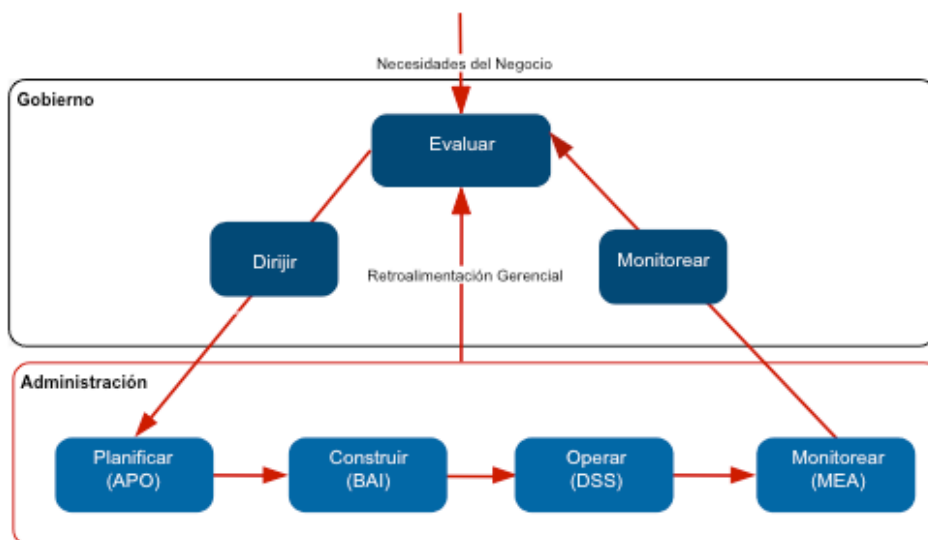 Necesidades del Negocio
Gobierno
Evaluar
Dirijir
Monitorear
Retroalimentación Gerencial
Administración
Planificar
(APO)
Construir
(BAI)
Operar
(DSS)
Monitorear
(MEA)